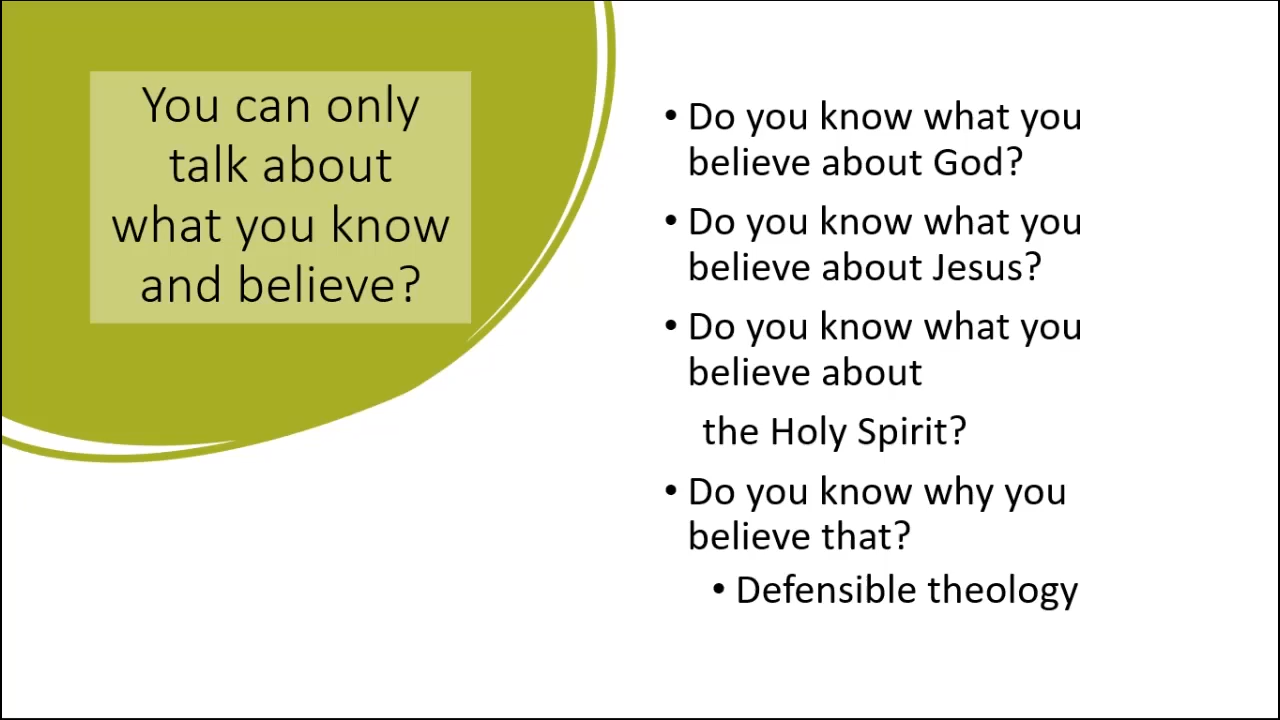 You can only
talk about
what you know
and believe?
• Do you know what you
believe about God?
• Do you know what you
believe about Jesus?
• Do you know what you
believe about
the Holy Spirit?
• Do you know why you
believe that?
• Defensible theology